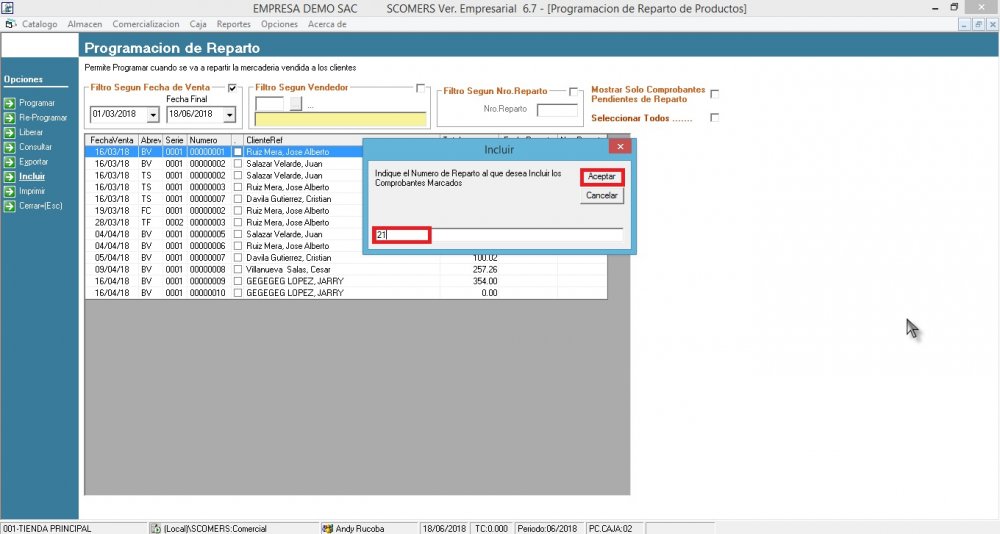 EMPRESA DEMO SAC SCOMERS Ver. Empresarial 6.7 - [Programacion de Reparto de Productos]
Catalogo Almacen Comercializacion Caja Reportes Opciones Acerca de
Programacion de Reparto
Permite Programar cuando se va a repartir la mercaderia vendida a los clientes
Opciones
Programar
Re-Programar
Liberar
Consultar
Exportar
Incluir
Imprimir
Cerrar=(Esc)
Filtro Segun Fecha de Venta
Fecha Final
01/03/2018 18/06/2018
Filtro Segun Vendedor
...
Filtro Segun Nro.Reparto
Nro.Reparto
Mostrar Solo Comprobantes
Pendientes de Reparto
Seleccionar Todos .......
FechaVenta Abrev Serie Numero . ClienteRef
16/03/18 BV 0001 00000001 Ruiz Mera, Jose Alberto
16/03/18 BV 0001 00000002 Salazar Velarde, Juan
16/03/18 TS 0001 00000002 Salazar Velarde, Juan
16/03/18 TS 0001 00000003 Ruiz Mera, Jose Alberto
16/03/18 TS 0001 00000007 Davila Gutierrez, Cristian
19/03/18 FC 0001 00000002 Ruiz Mera, Jose Alberto
28/03/18 TF 0002 00000003 Ruiz Mera, Jose Alberto
04/04/18 BV 0001 00000005 Salazar Velarde, Juan
04/04/18 BV 0001 00000006 Ruiz Mera, Jose Alberto
05/04/18 BV 0001 00000007 Davila Gutierrez, Cristian 100.02
09/04/18 BV 0001 00000008 Villanueva Salas, Cesar 257.26
16/04/18 BV 0001 00000009 GEGEGEG LOPEZ, JARRY 354.00
16/04/18 BV 0001 00000010 GEGEGEG LOPEZ, JARRY 0.00
Incluir
Indique el Numero de Reparto al que desea Incluir los
Comprobantes Marcados
Aceptar
Cancelar
21
001-TIENDA PRINCIPAL (Local)\SCOMERS:Comercial Andy Rucoba 18/06/2018 TC:0.000 Periodo:06/2018 PC.CAJA:02